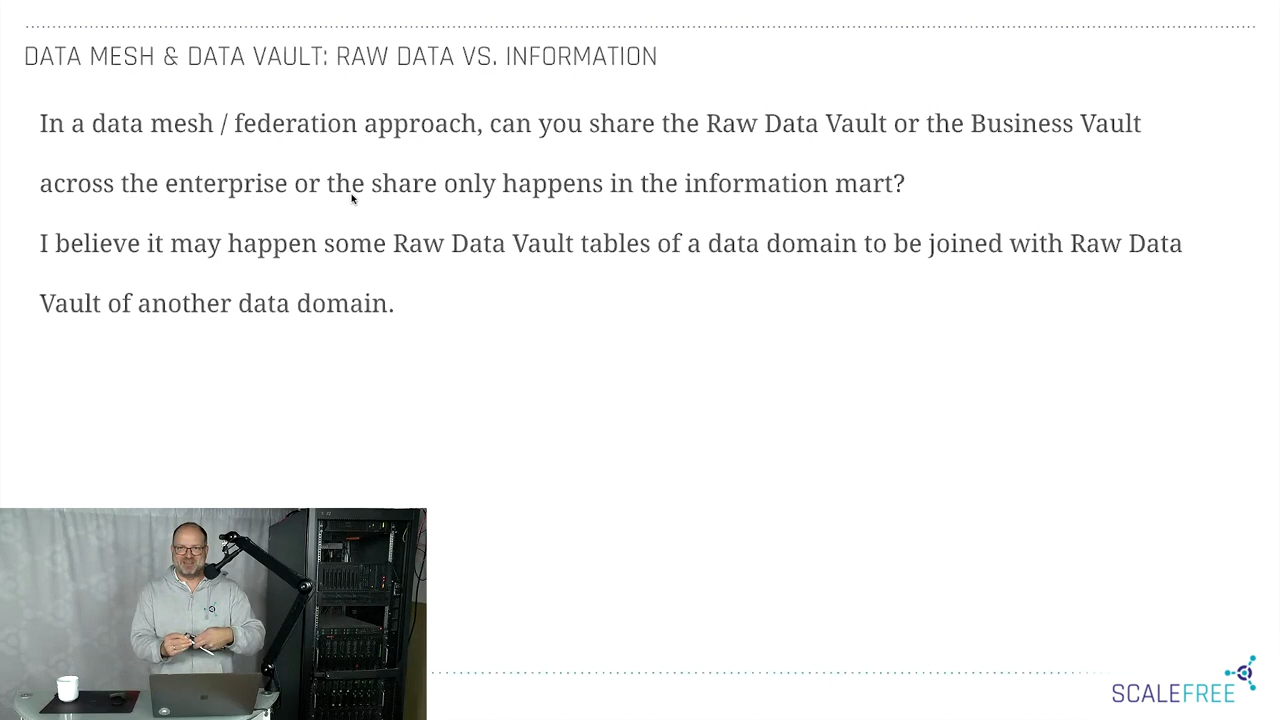 DATA MESH & DATA VAULT: RAW DATA VS. INFORMATION
In a data mesh / federation approach, can you share the Raw Data Vault or the Business Vault
across the enterprise or the share only happens in the information mart?
I believe it may happen some Raw Data Vault tables of a data domain to be joined with Raw Data
Vault of another data domain.
SCALEFREE